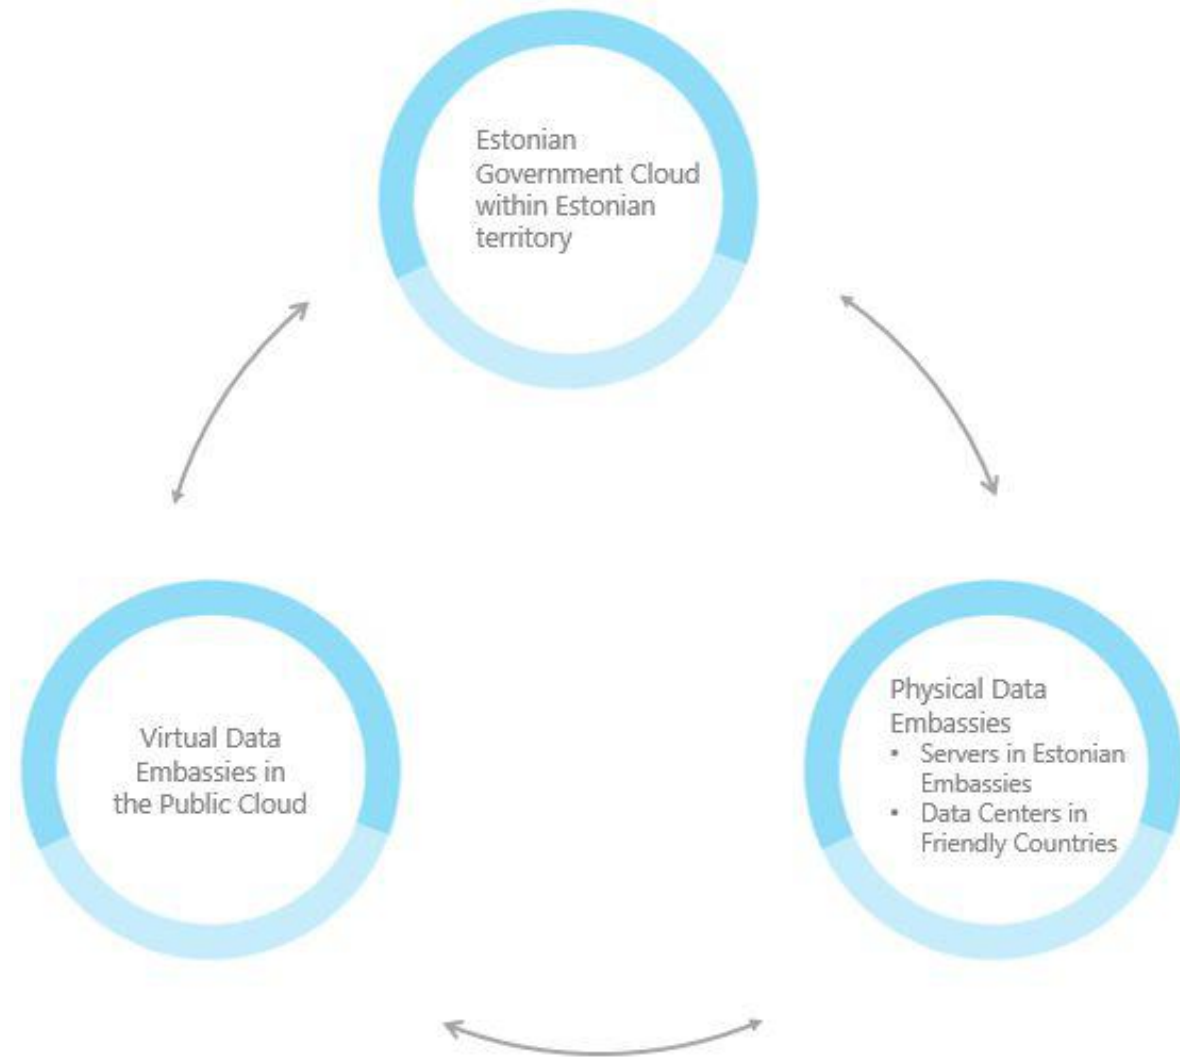 Estonian
Government Cloud
within Estonian
territory
Virtual Data
Embassies in
the Public Cloud
Physical Data
Embassies
• Servers in Estonian
Embassies
• Data Centers in
Friendly Countries